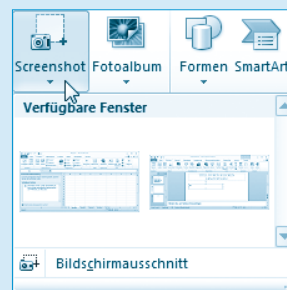 Screenshot Fotoalbum Formen SmartArt
Verfügbare Fenster
Bildschirmausschnitt